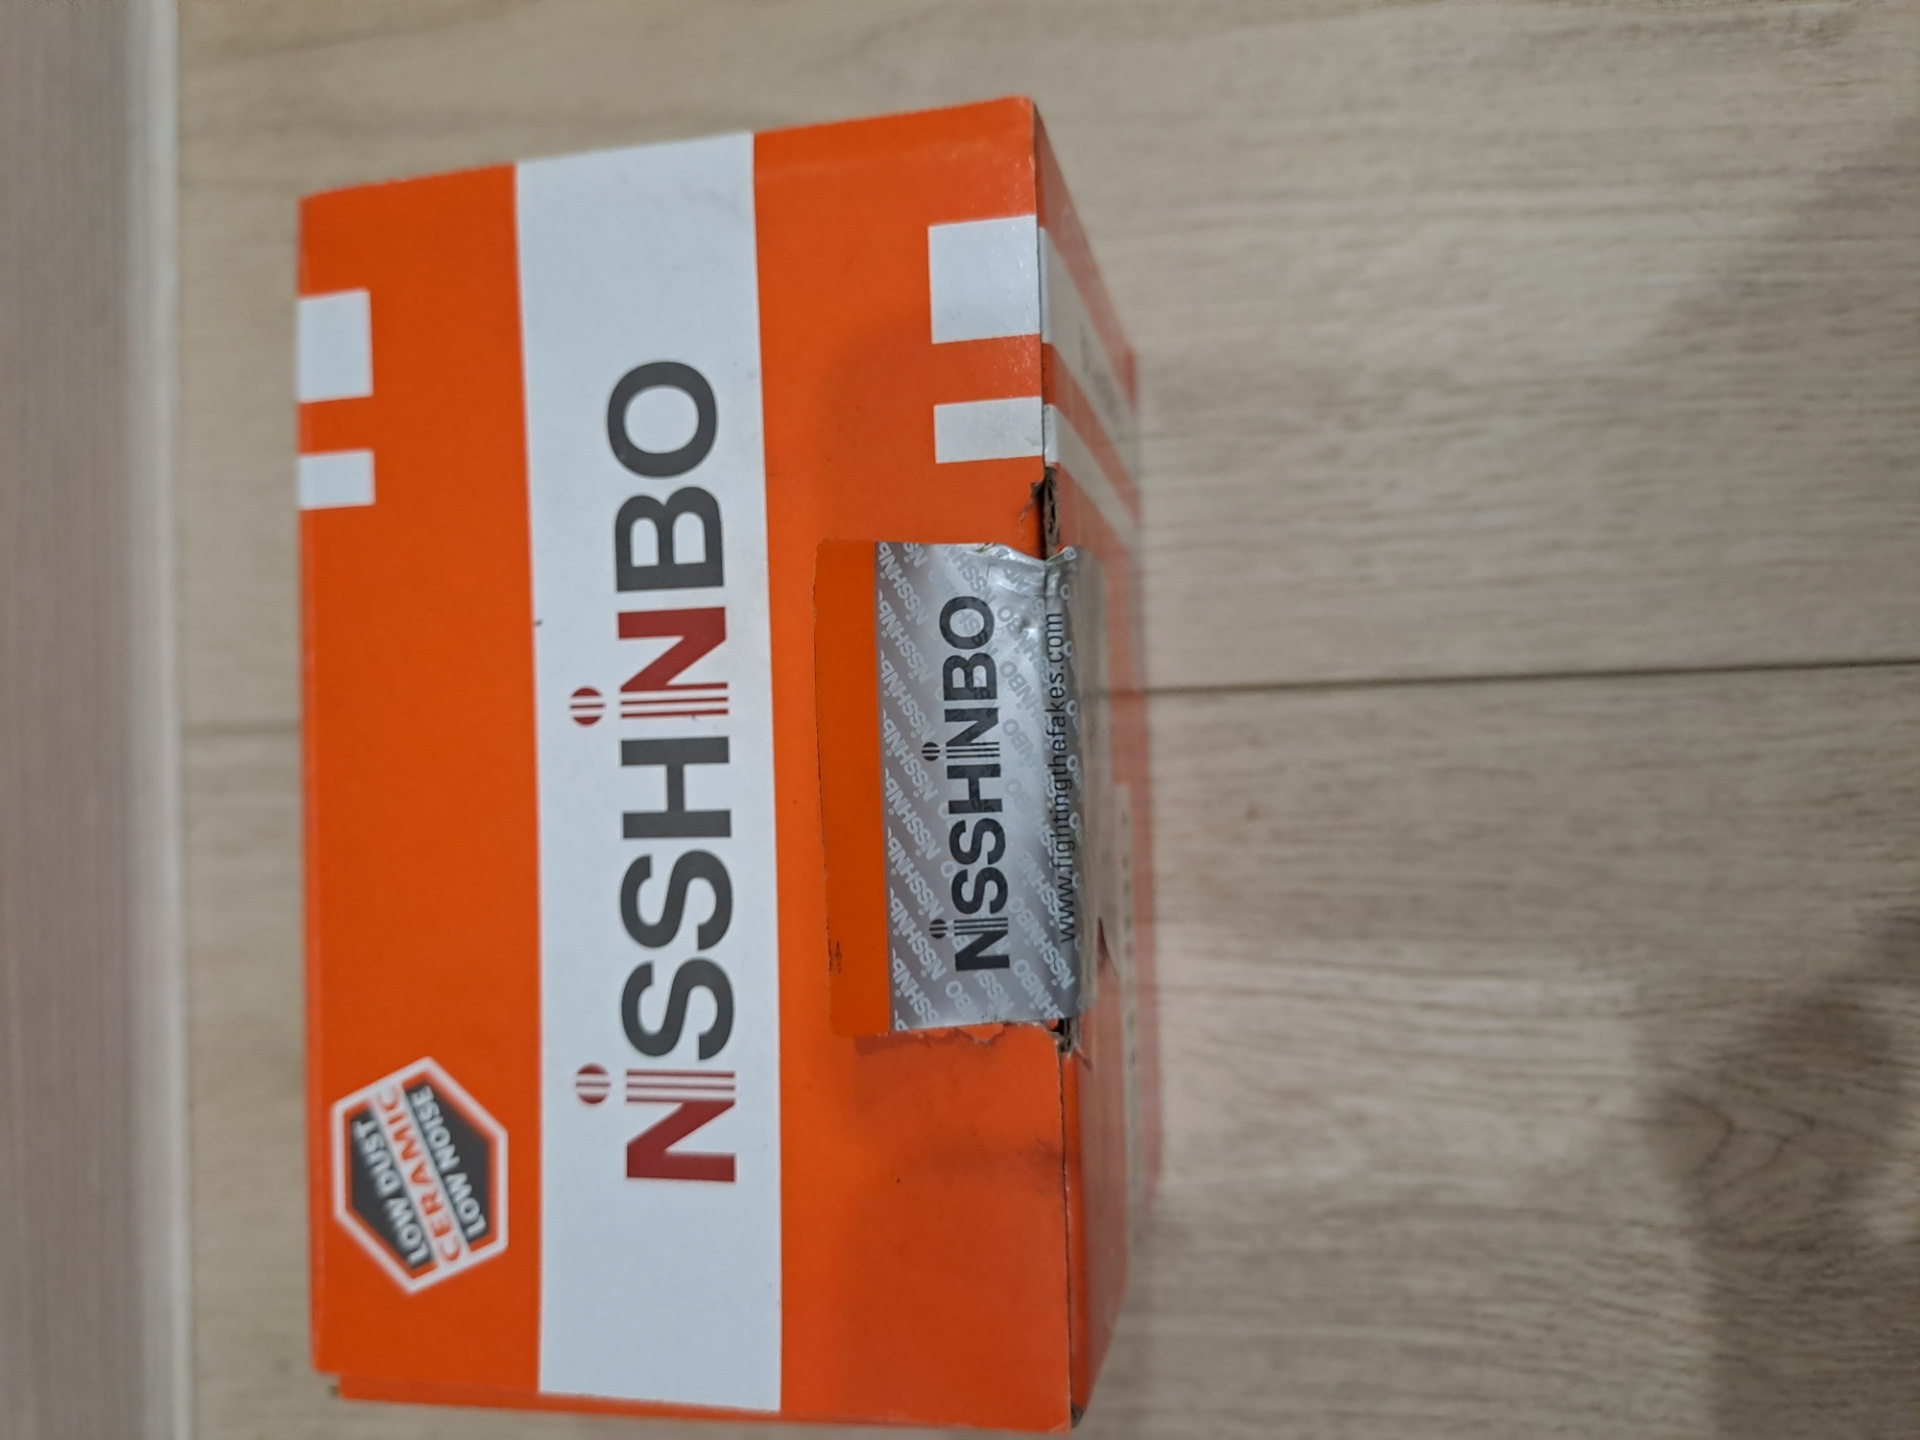 NiSSHiNBO
LOW DUST
CERAMIC
LOW NOISE
NiSSHiNBO
www.fightingthefakes.com